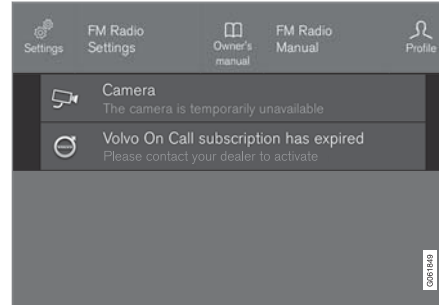 Settings
FM Radio
Settings
Owner's
manual
FM Radio
Manual
Profile
Camera
The camera is temporarily unavailable
Volvo On Call subscription has expired
Please contact your dealer to activate
G061849